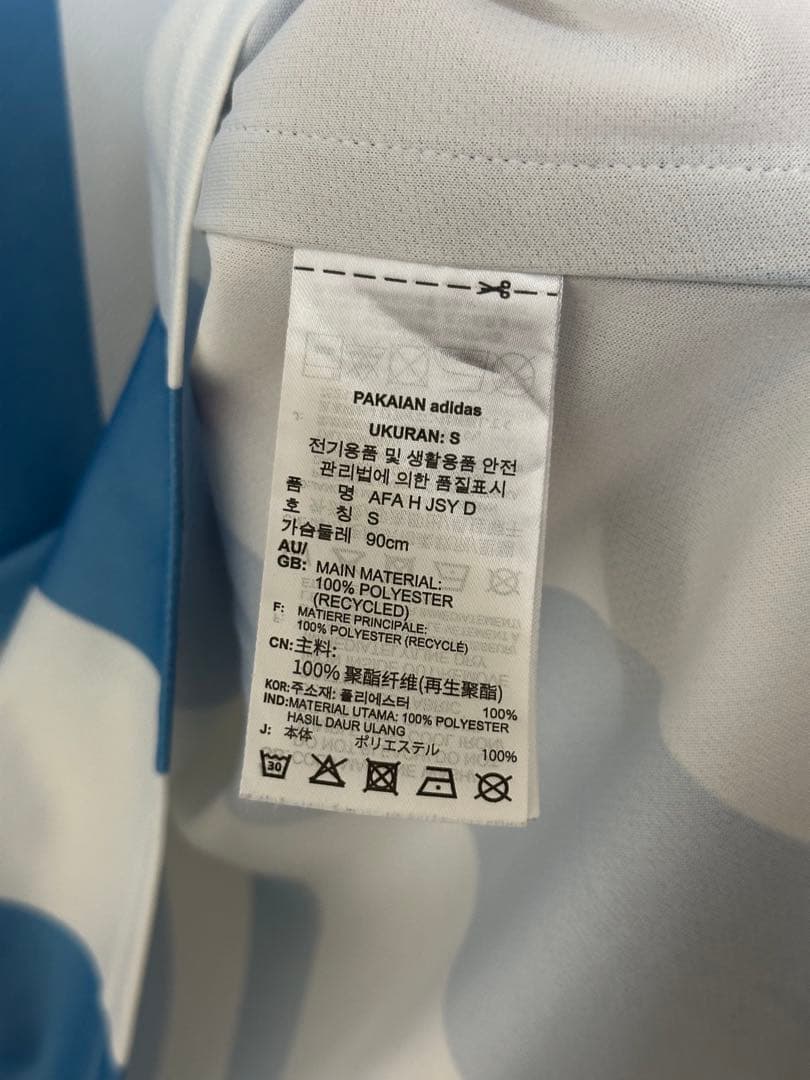 PAKAIAN adidas
UKURAN: S
전기용품 및 생활용품 안전
관리법에 의한 품질표시
품 명 AFA H JSY D
호 칭 S
가슴둘레 90cm
AU/
GB: MAIN MATERIAL:
100% POLYESTER
(RECYCLED)
F: MATIERE PRINCIPALE:
100% POLYESTER (RECYCLÉ)
CN:主料:
100% 聚酯纤维(再生聚酯)
KOR:주소재: 폴리에스터 100%
IND:MATERIAL UTAMA: 100% POLYESTER
HASIL DAUR ULANG
J: 本体 ポリエステル 100%
30